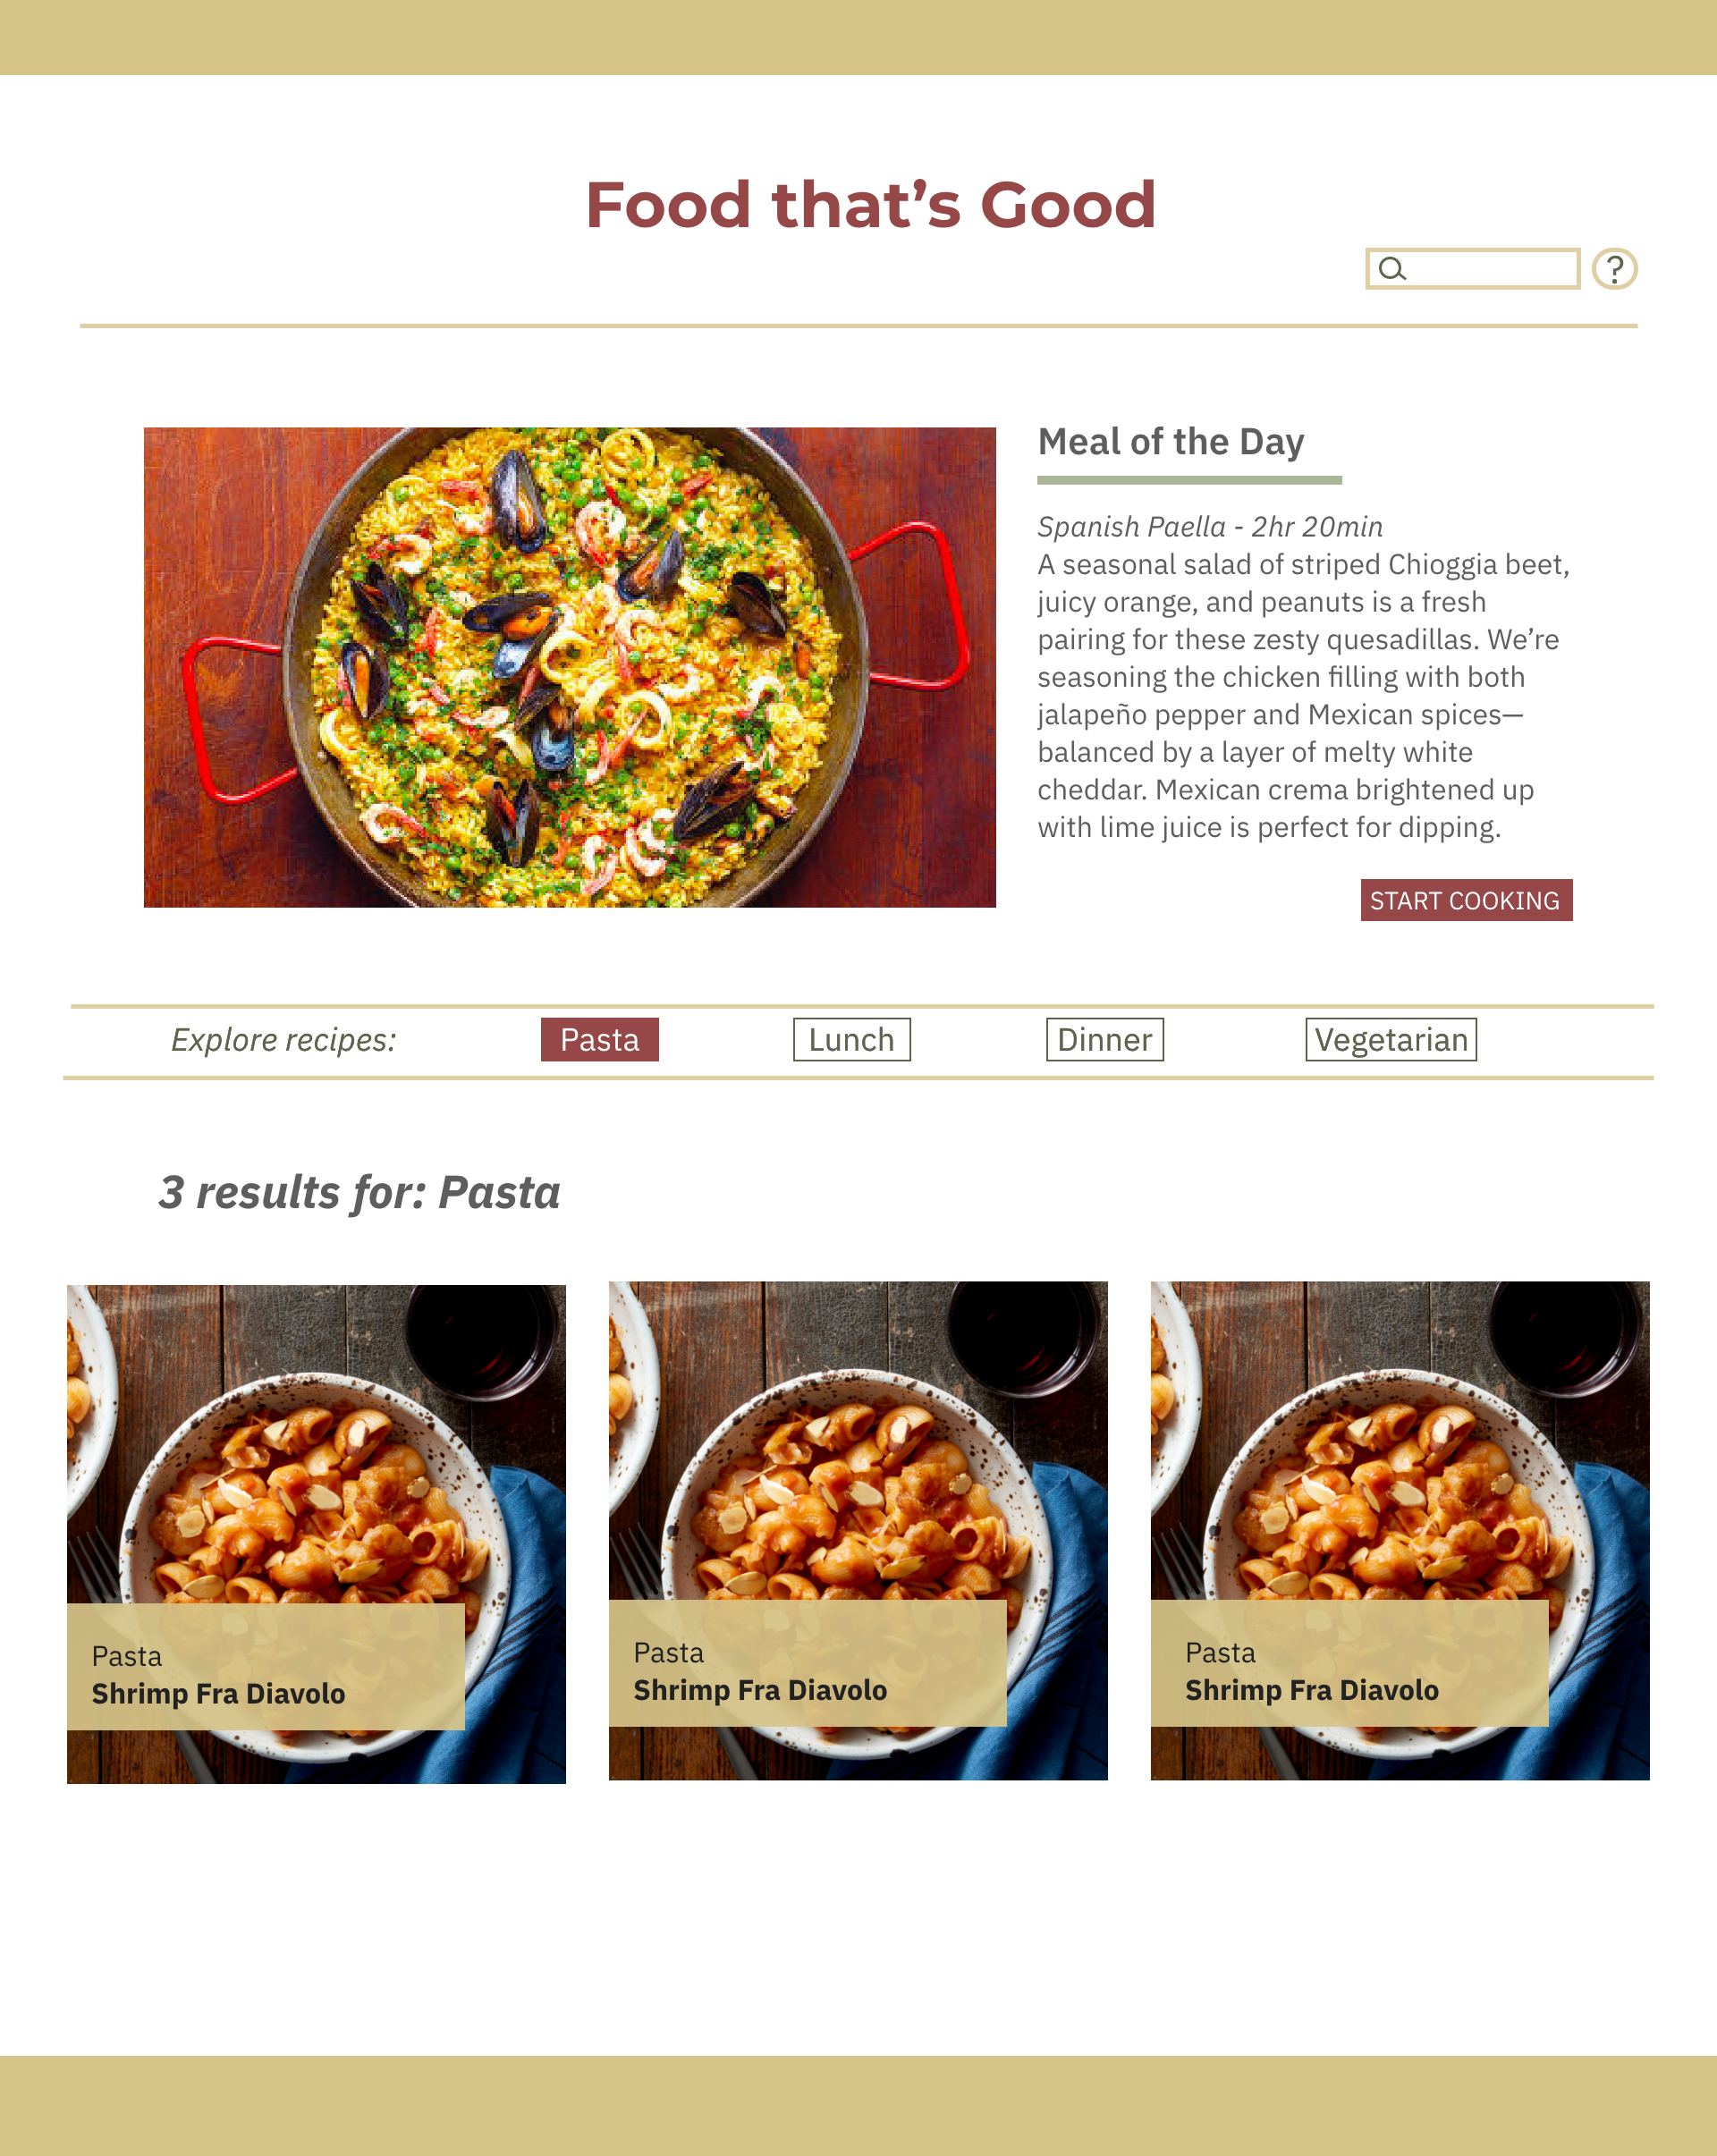 Food that’s Good
?
Meal of the Day
Spanish Paella - 2hr 20min
A seasonal salad of striped Chioggia beet,
juicy orange, and peanuts is a fresh
pairing for these zesty quesadillas. We’re
seasoning the chicken filling with both
jalapeño pepper and Mexican spices—
balanced by a layer of melty white
cheddar. Mexican crema brightened up
with lime juice is perfect for dipping.
START COOKING
Explore recipes: Pasta Lunch Dinner Vegetarian
3 results for: Pasta
Pasta
Shrimp Fra Diavolo
Pasta
Shrimp Fra Diavolo
Pasta
Shrimp Fra Diavolo